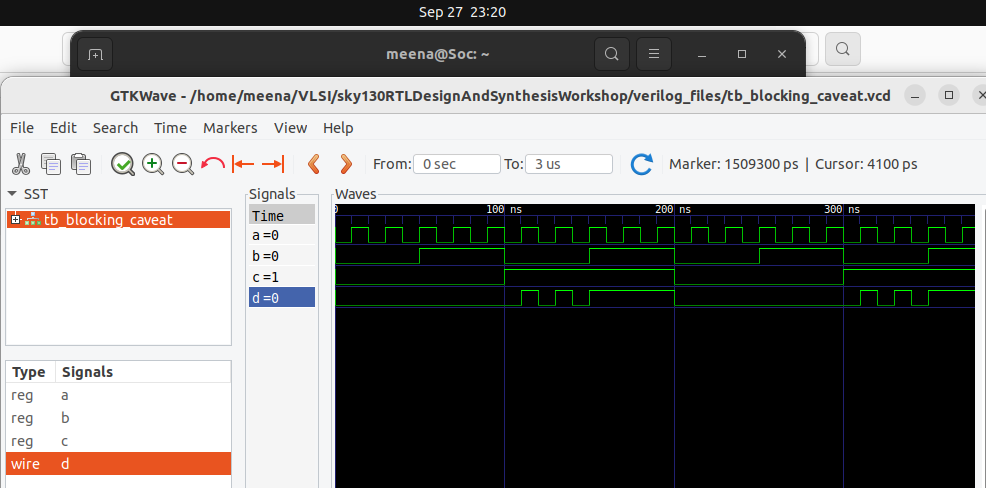 Sep 27 23:20
meena@Soc: ~
GTKWave - /home/meena/VLSI/sky130RTLDesignAndSynthesisWorkshop/verilog_files/tb_blocking_caveat.vcd
File Edit Search Time Markers View Help
From: 0 sec To: 3 us Marker: 1509300 ps | Cursor: 4100 ps
SST
tb_blocking_caveat
Type Signals
reg a
reg b
reg c
wire d
Signals
Time
a=0
b=0
c=1
d=0
Waves
0 100 ns 200 ns 300 ns